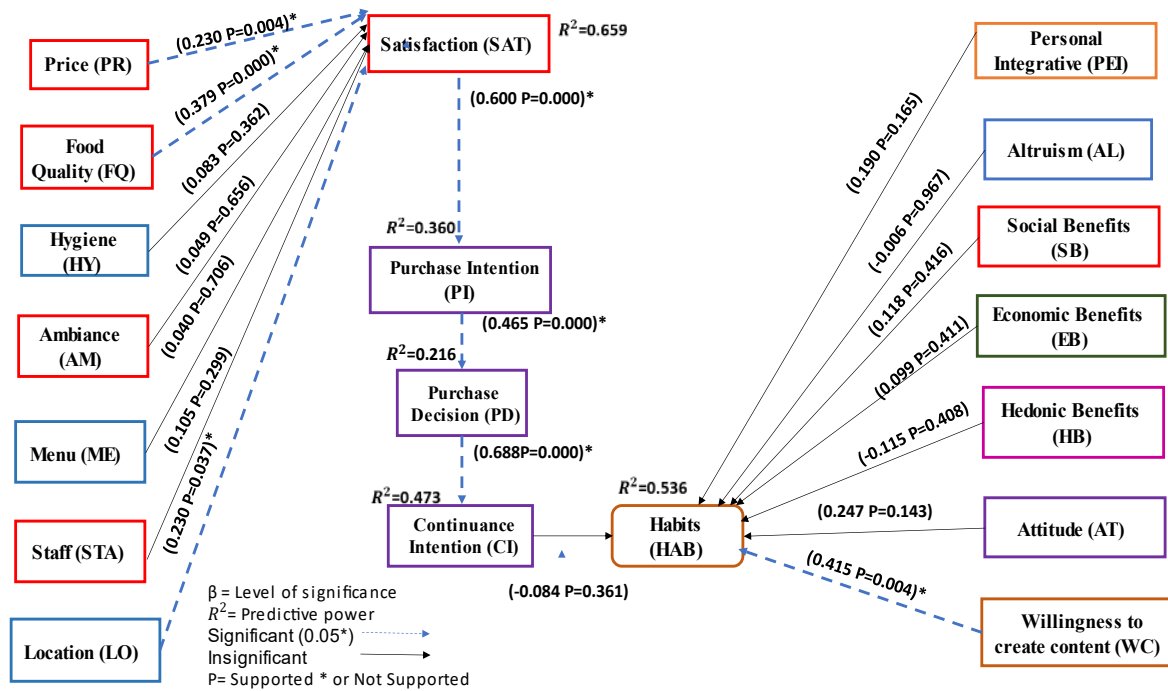 Price (PR)
(0.230 P=0.004)*
Food
Quality (FQ)
(0.379 P=0.000)*
Hygiene
(HY)
(0.083 P=0.362)
Ambiance
(AM)
(0.049 P=0.656)
Menu (ME)
(0.040 P=0.706)
Staff (STA)
(0.105 P=0.299)
Location (LO)
(0.230 P=0.037)*
Satisfaction (SAT)
R²=0.659
(0.600 P=0.000)*
R²=0.360
Purchase Intention
(PI)
(0.465 P=0.000)*
R²=0.216
Purchase
Decision (PD)
(0.688P=0.000)*
R²=0.473
Continuance
Intention (CI)
(-0.084 P=0.361)
R²=0.536
Habits
(HAB)
Personal
Integrative (PEI)
(0.190 P=0.165)
Altruism (AL)
(-0.006 P=0.967)
Social Benefits
(SB)
(0.118 P=0.416)
Economic Benefits
(EB)
(0.099 P=0.411)
Hedonic Benefits
(HB)
(-0.115 P=0.408)
Attitude (AT)
(0.247 P=0.143)
Willingness to
create content (WC)
(0.415 P=0.004)*
β = Level of significance
R²= Predictive power
Significant (0.05*)
Insignificant
P= Supported * or Not Supported